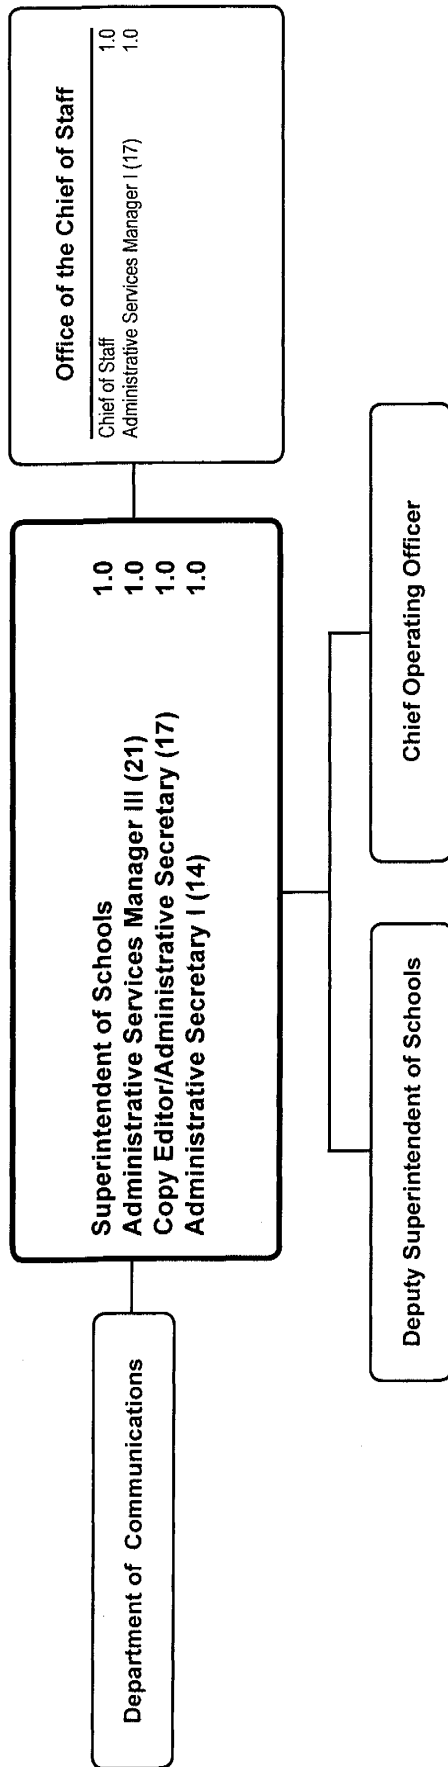 Department of Communications
Superintendent of Schools 1.0
Administrative Services Manager III (21) 1.0
Copy Editor/Administrative Secretary (17) 1.0
Administrative Secretary I (14) 1.0
Office of the Chief of Staff
Chief of Staff 1.0
Administrative Services Manager I (17) 1.0
Deputy Superintendent of Schools
Chief Operating Officer